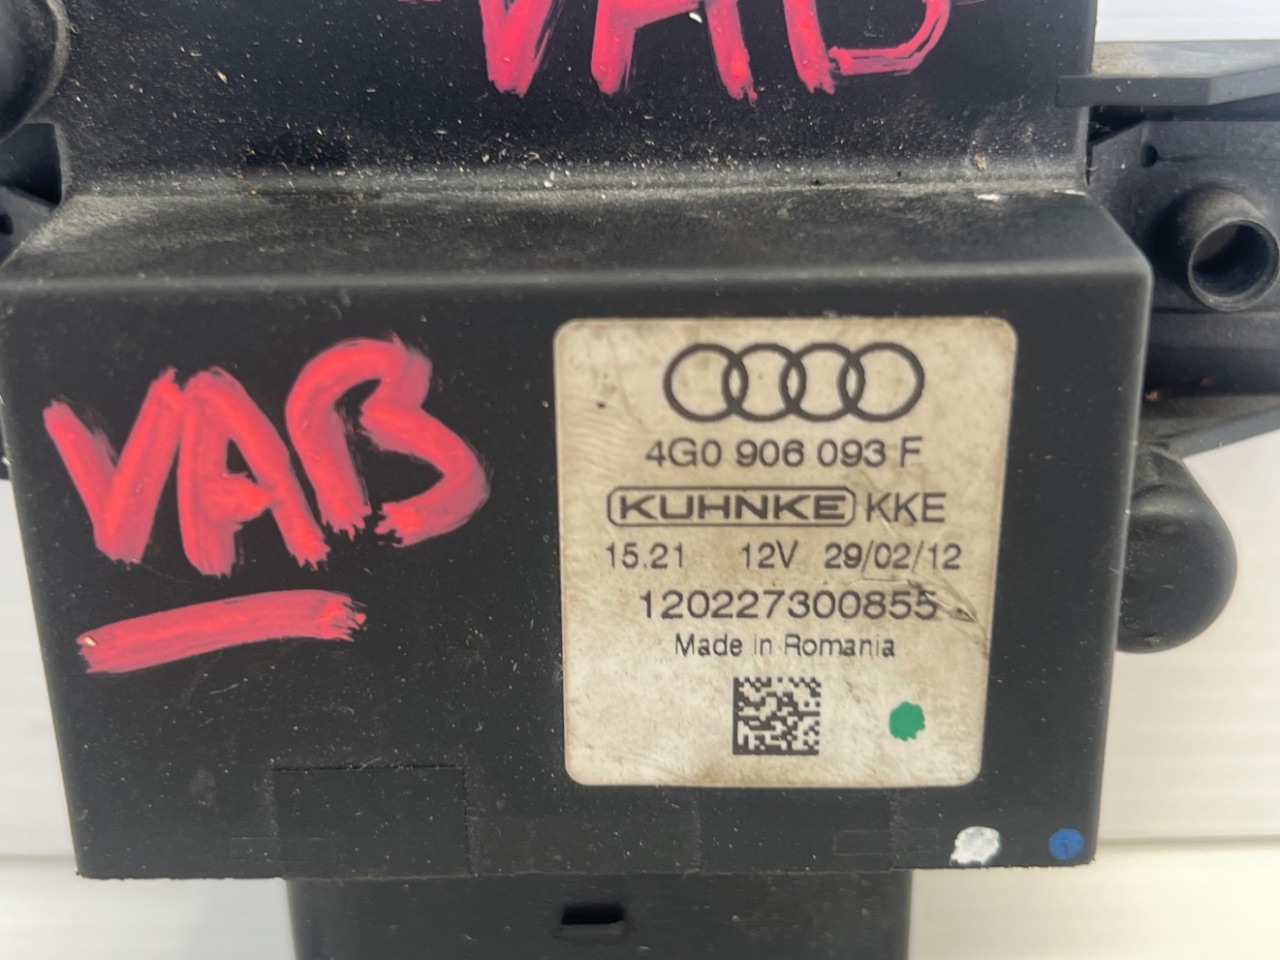 VAB
VAB
4G0 906 093 F
KUHNKE KKE
15.21 12V 29/02/12
120227300855
Made in Romania